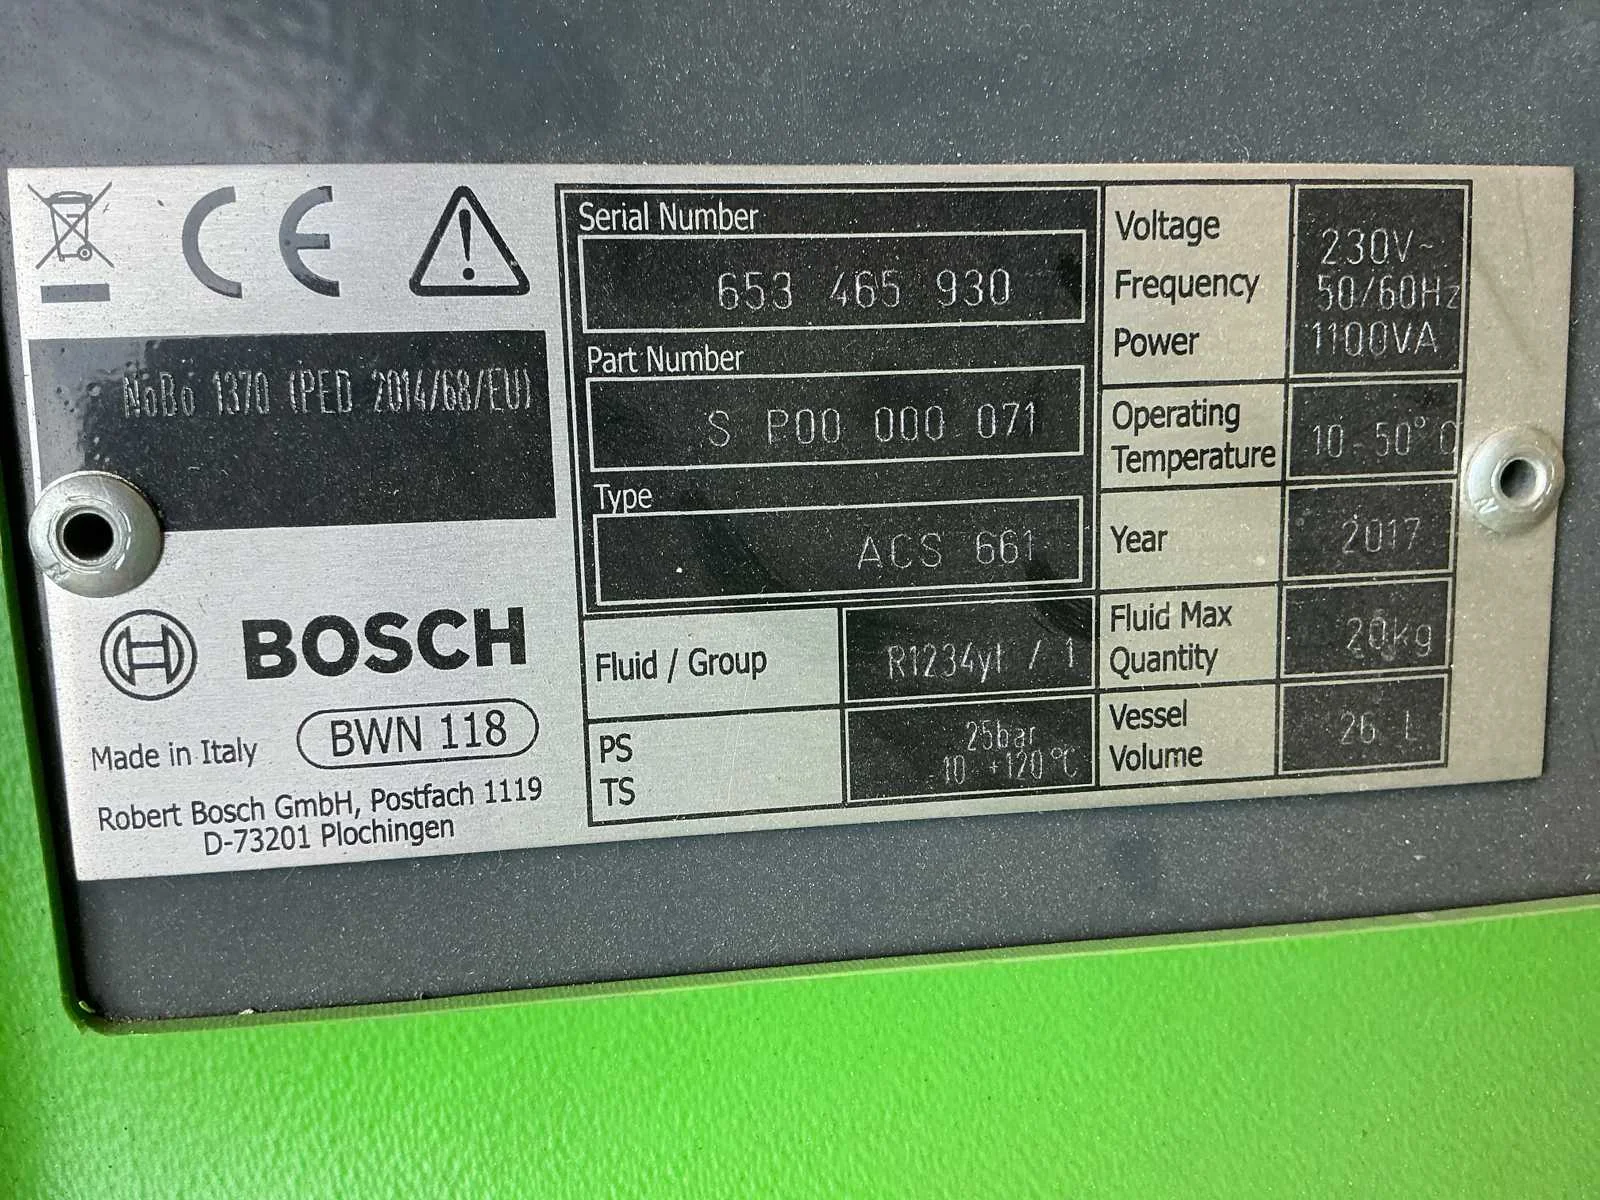 CE
NoBo 1370 (PED 2014/68/EU)
BOSCH
Made in Italy
BWN 118
Robert Bosch GmbH, Postfach 1119
D-73201 Plochingen
Serial Number
653 465 930
Part Number
S P00 000 071
Type
ACS 661
Fluid / Group
R1234yf / 1
PS
25bar
TS
10 +120°C
Voltage
230V~
Frequency
50/60Hz
Power
1100VA
Operating
Temperature
10-50°C
Year
2017
Fluid Max
Quantity
20kg
Vessel
Volume
26 L